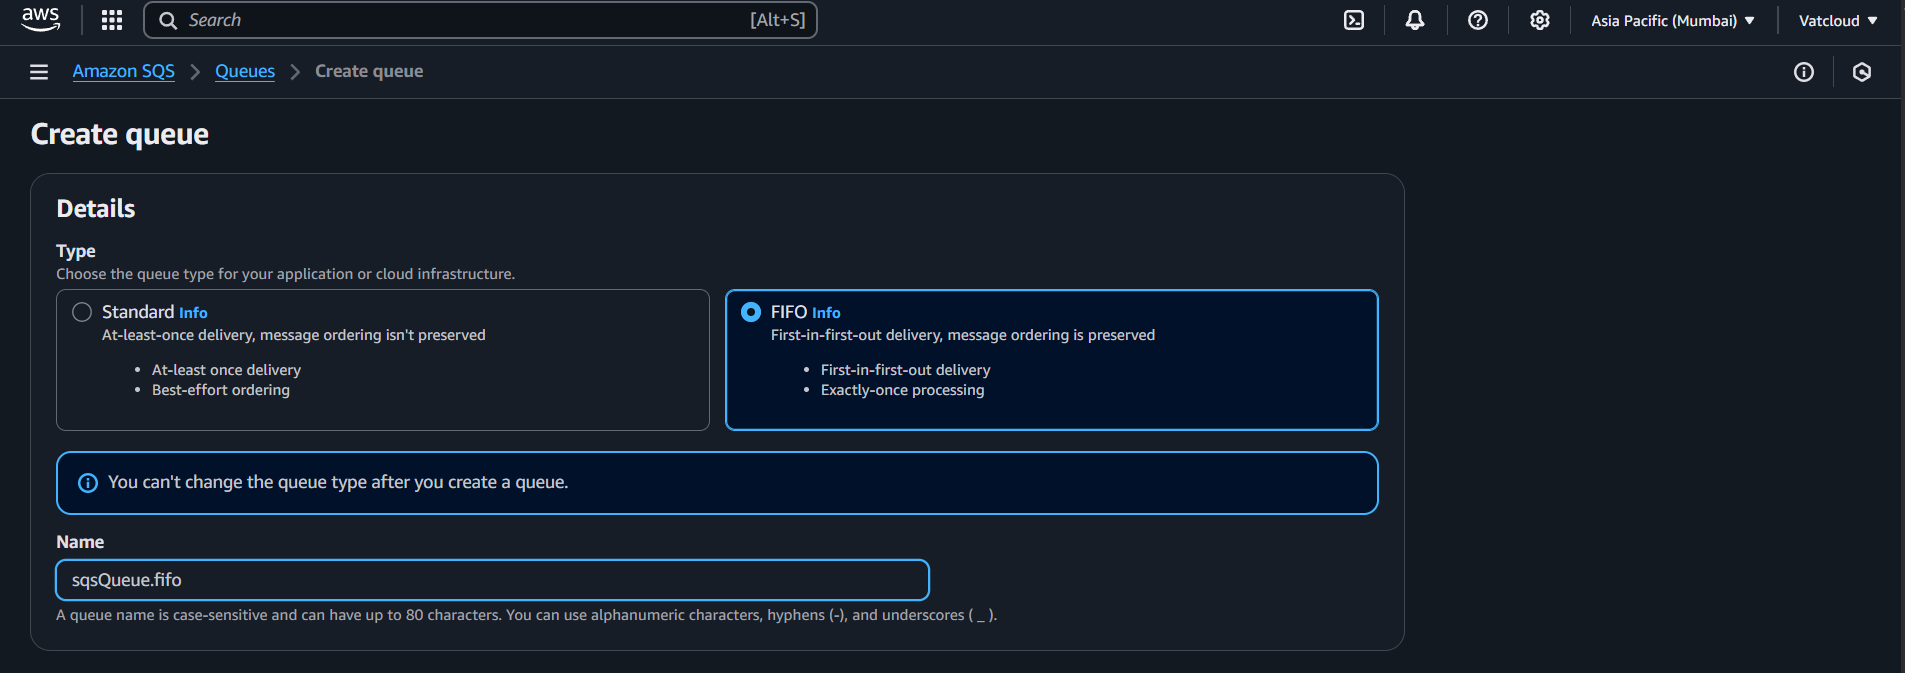 aws
Search [Alt+S]
Asia Pacific (Mumbai) ▼
Vatcloud ▼
Amazon SQS > Queues > Create queue
Create queue
Details
Type
Choose the queue type for your application or cloud infrastructure.
Standard Info
At-least-once delivery, message ordering isn't preserved
• At-least once delivery
• Best-effort ordering
FIFO Info
First-in-first-out delivery, message ordering is preserved
• First-in-first-out delivery
• Exactly-once processing
You can't change the queue type after you create a queue.
Name
sqsQueue.fifo
A queue name is case-sensitive and can have up to 80 characters. You can use alphanumeric characters, hyphens (-), and underscores ( _ ).